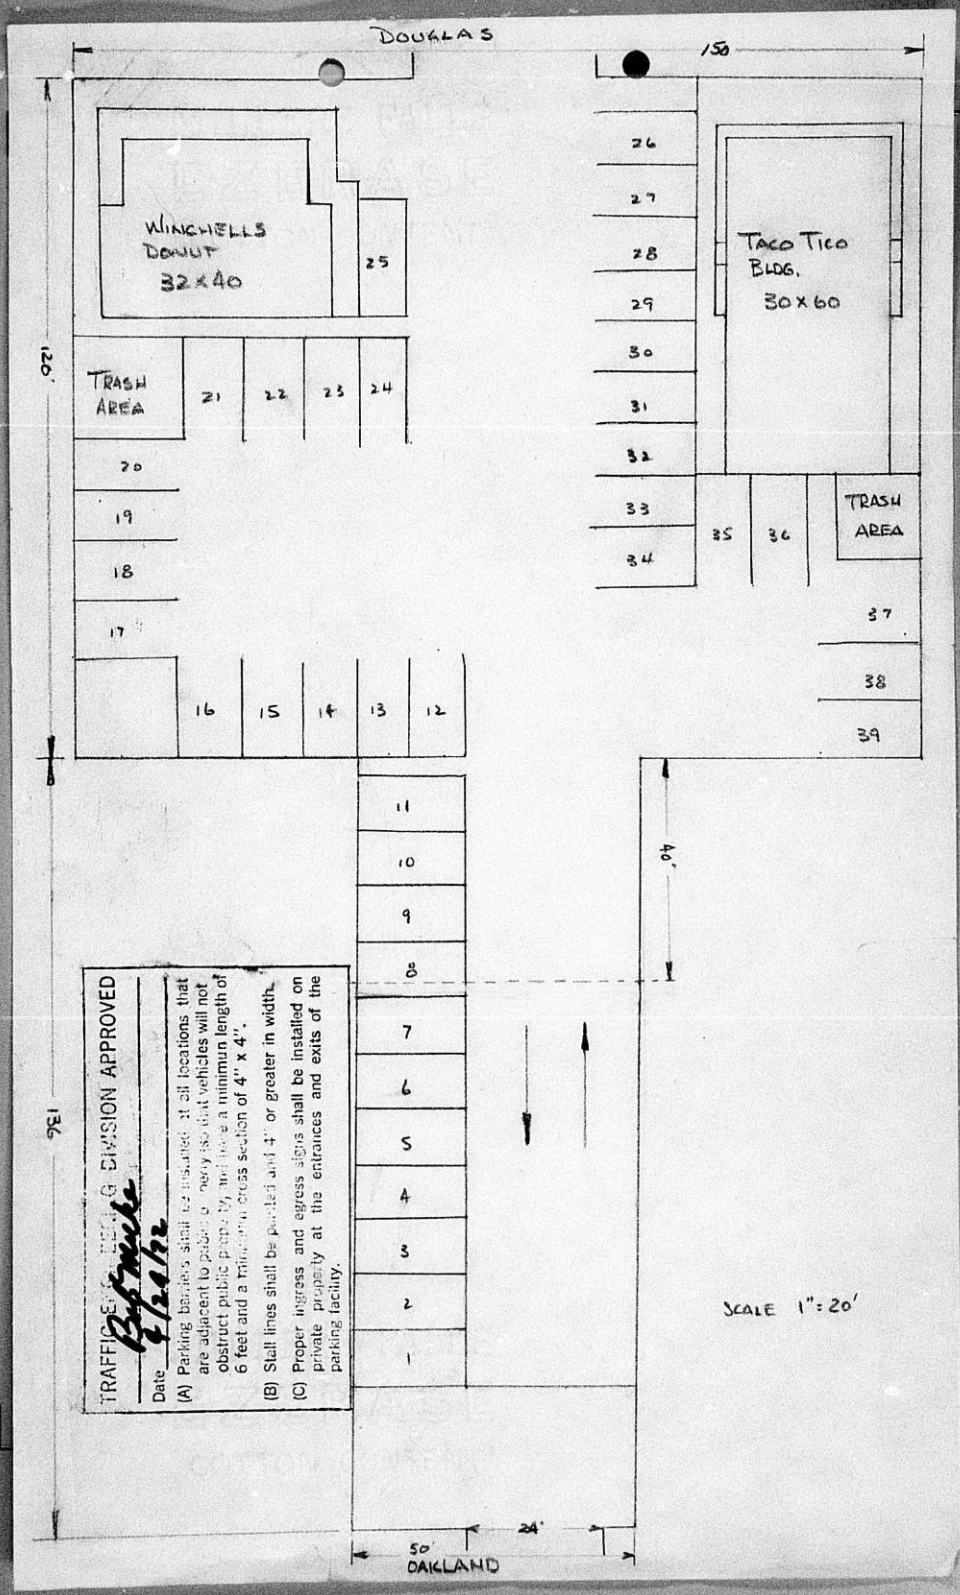 DOUGLAS
150
26
27
28
29
30
31
32
33
34
WINCHELLS
DONUT
32 X 40
25
TACO TICO
BLDG.
30 X 60
120'
TRASH
AREA
21
22
23
24
20
19
18
17
16
15
14
13
12
35
36
TRASH
AREA
37
38
39
11
10
9
8
7
6
5
4
3
2
1
40'
136
TRAFFIC DIVISION APPROVED
Date
(A) Parking barriers shall be installed at all locations that
are adjacent to public property so that vehicles will not
obstruct public property, and have a minimun length of
6 feet and a minimum cross section of 4" x 4".
(B) Stall lines shall be painted and 4" or greater in width.
(C) Proper ingress and egress signs shall be installed on
private property at the entrances and exits of the
parking facility.
SCALE 1":20'
24'
50'
OAKLAND